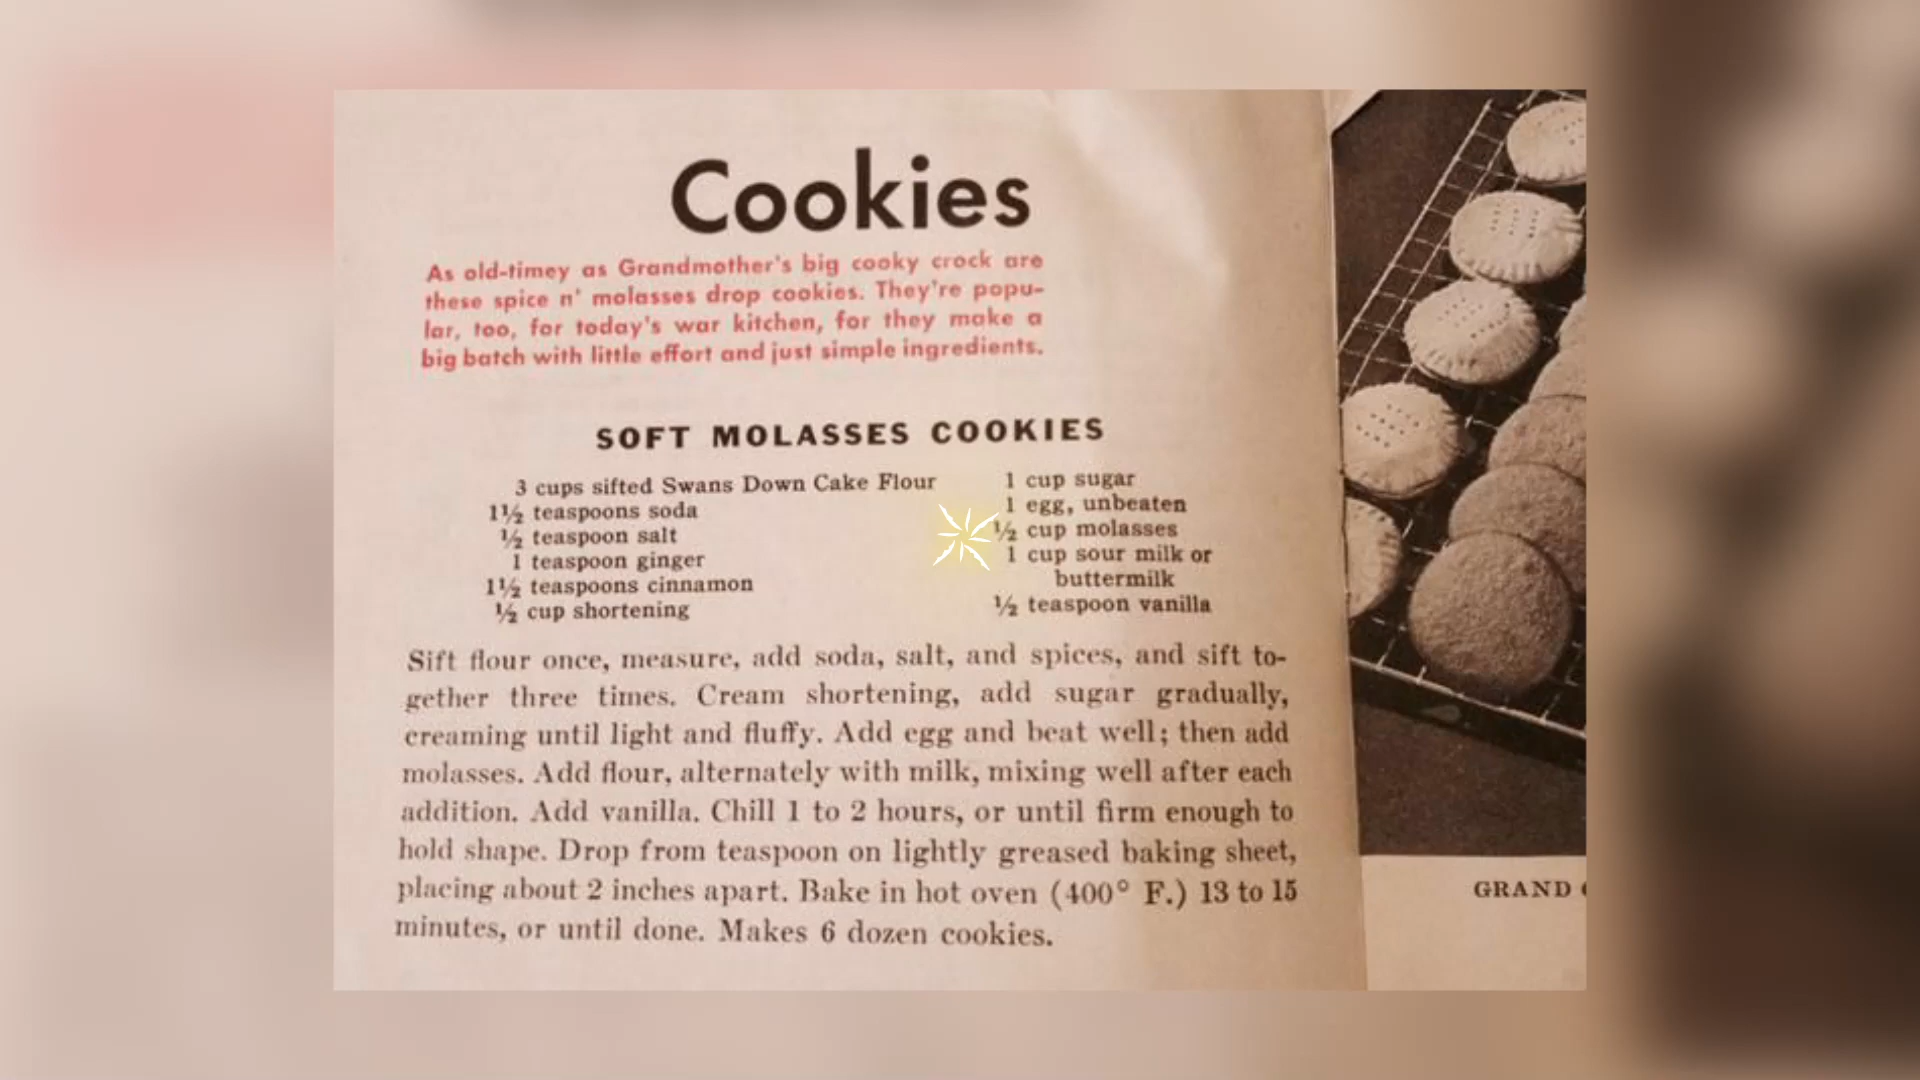 Cookies
As old-timey as Grandmother's big cooky crock are
these spice n' molasses drop cookies. They're popu-
lar, too, for today's war kitchen, for they make a
big batch with little effort and just simple ingredients.
SOFT MOLASSES COOKIES
3 cups sifted Swans Down Cake Flour
1½ teaspoons soda
½ teaspoon salt
1 teaspoon ginger
1½ teaspoons cinnamon
½ cup shortening
1 cup sugar
1 egg, unbeaten
½ cup molasses
1 cup sour milk or
buttermilk
½ teaspoon vanilla
Sift flour once, measure, add soda, salt, and spices, and sift to-
gether three times. Cream shortening, add sugar gradually,
creaming until light and fluffy. Add egg and beat well; then add
molasses. Add flour, alternately with milk, mixing well after each
addition. Add vanilla. Chill 1 to 2 hours, or until firm enough to
hold shape. Drop from teaspoon on lightly greased baking sheet,
placing about 2 inches apart. Bake in hot oven (400° F.) 13 to 15
minutes, or until done. Makes 6 dozen cookies.
GRAND